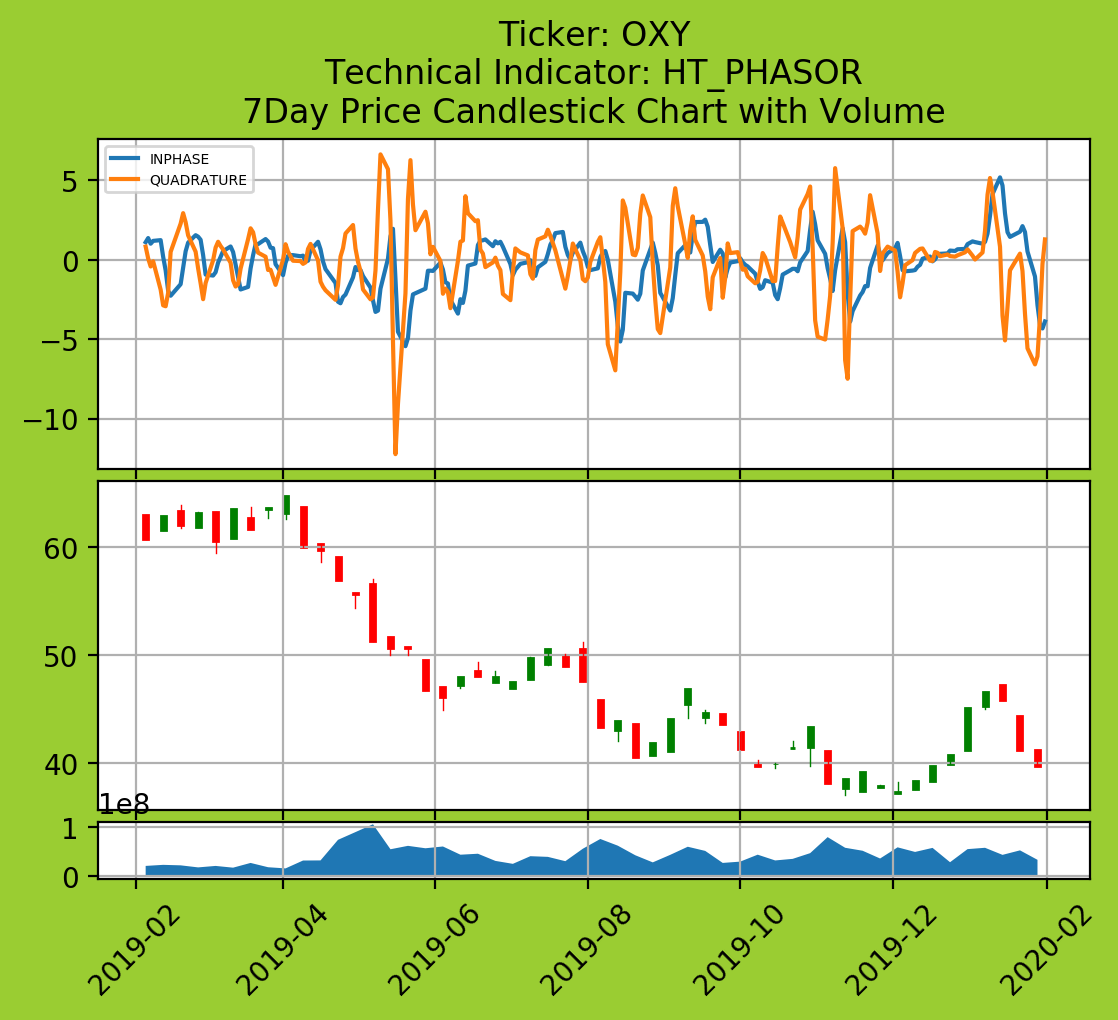 Ticker: OXY
Technical Indicator: HT_PHASOR
7Day Price Candlestick Chart with Volume
INPHASE
QUADRATURE
5
0
−5
−10
60
50
40
1e8
1
0
2019-02
2019-04
2019-06
2019-08
2019-10
2019-12
2020-02